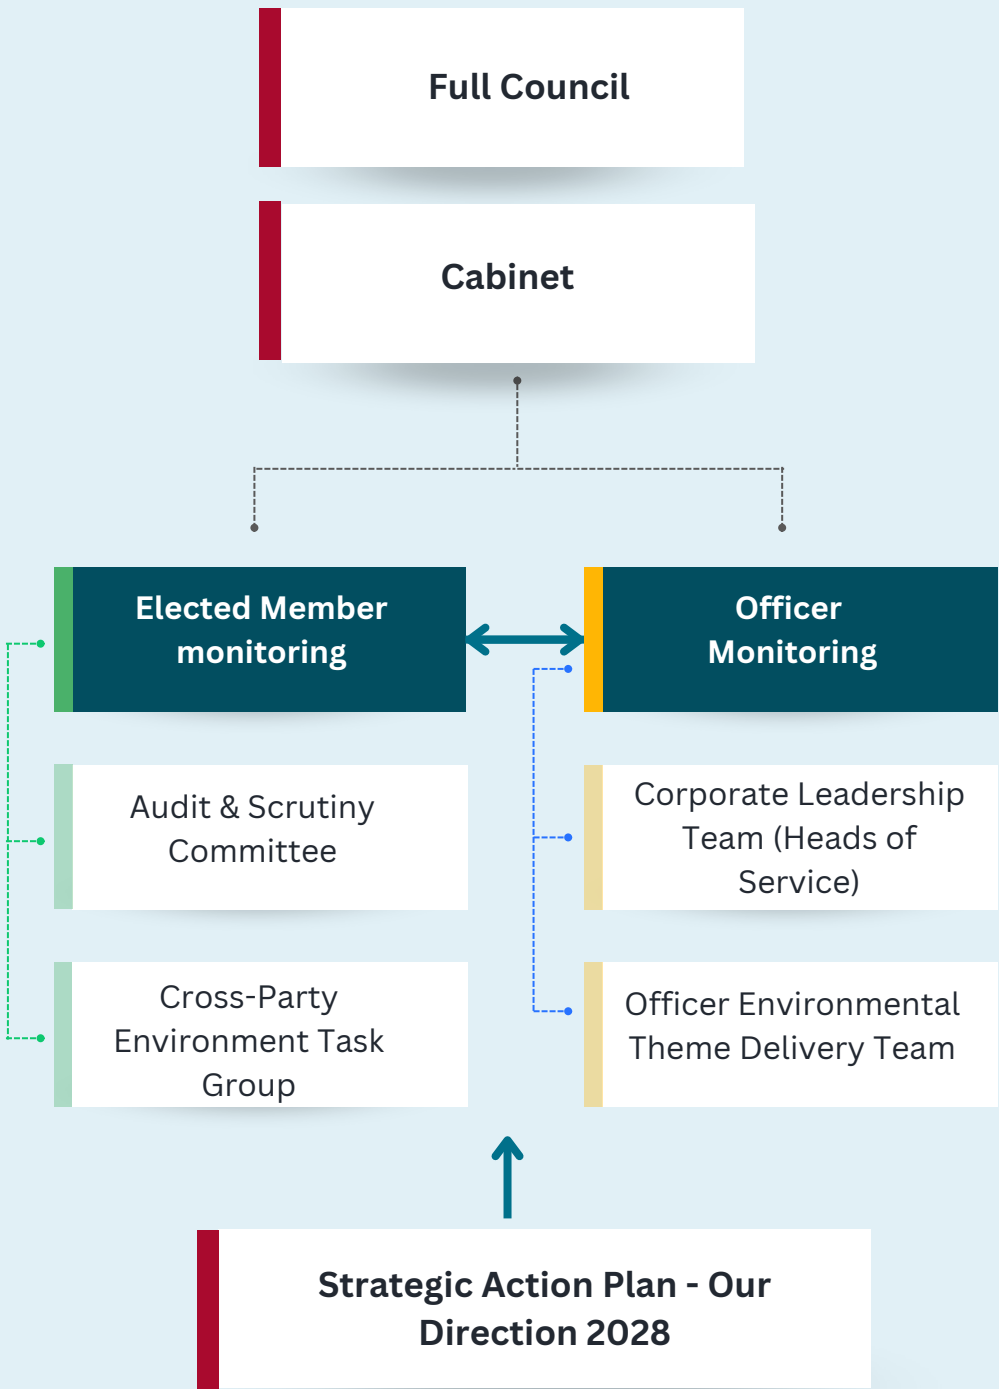 Full Council
Cabinet
Elected Member
monitoring
Officer
Monitoring
Audit & Scrutiny
Committee
Corporate Leadership
Team (Heads of
Service)
Cross-Party
Environment Task
Group
Officer Environmental
Theme Delivery Team
Strategic Action Plan - Our
Direction 2028